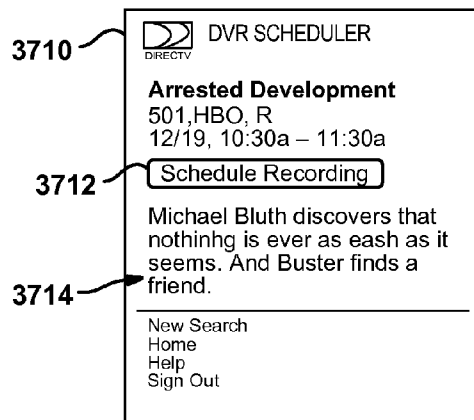 3710
DIRECTV
DVR SCHEDULER
Arrested Development
501,HBO, R
12/19, 10:30a – 11:30a
3712
Schedule Recording
Michael Bluth discovers that
nothinhg is ever as eash as it
seems. And Buster finds a
3714
friend.
New Search
Home
Help
Sign Out